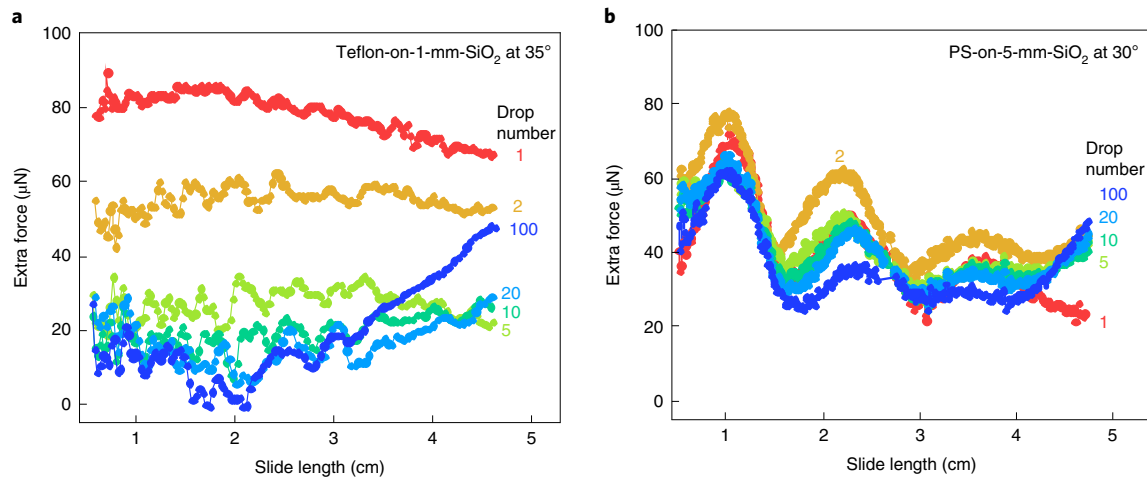 a
Teflon-on-1-mm-SiO₂ at 35°
Extra force (µN)
100
80
60
40
20
0
Drop
number
1
2
100
20
10
5
1
2
3
4
5
Slide length (cm)
b
PS-on-5-mm-SiO₂ at 30°
Extra force (µN)
100
80
60
40
20
0
2
Drop
number
100
20
10
5
1
1
2
3
4
5
Slide length (cm)